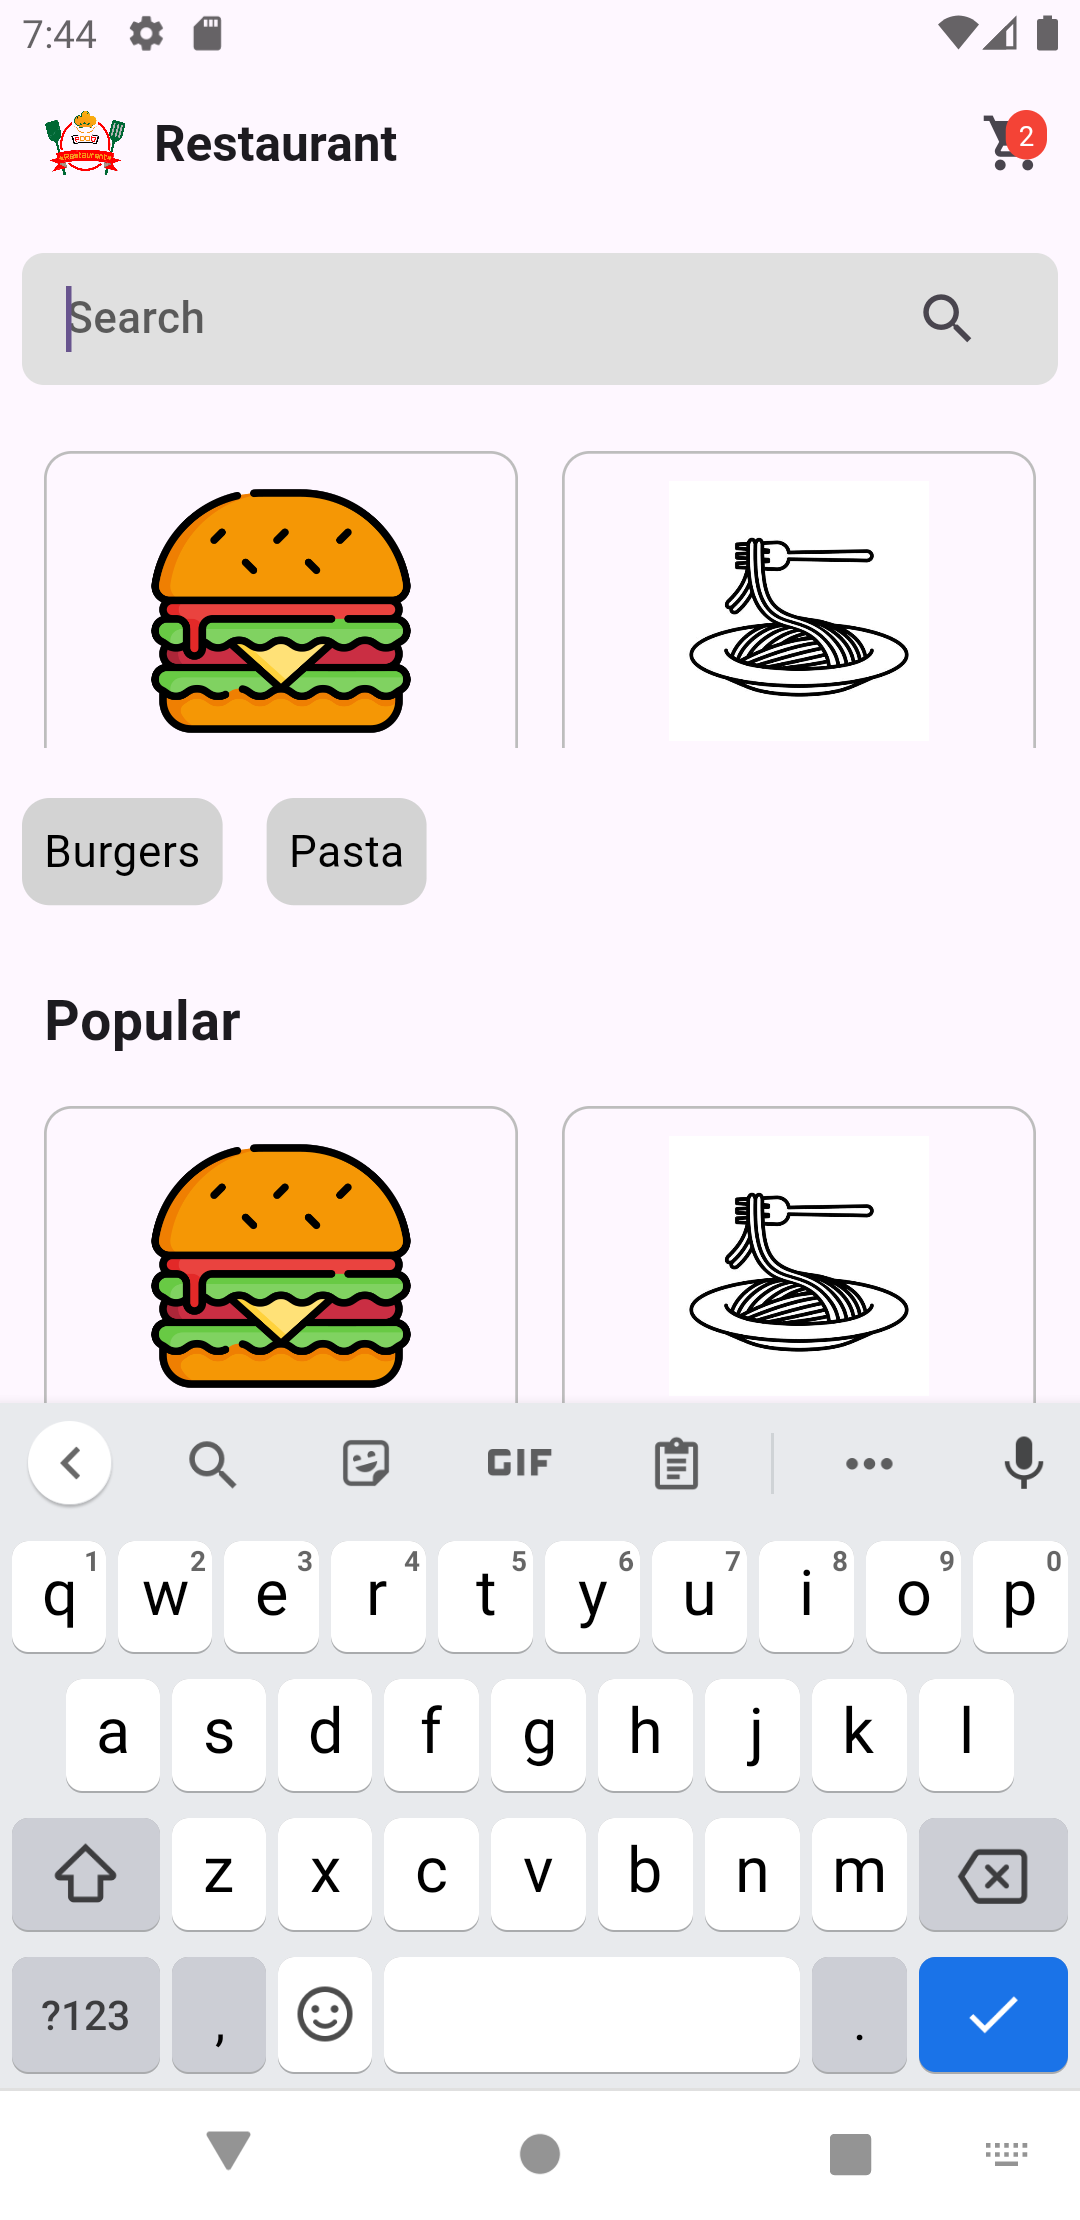 7:44
Restaurant
2
Search
Burgers
Pasta
Popular
GIF
q 1 w 2 e 3 r 4 t 5 y 6 u 7 i 8 o 9 p 0
a s d f g h j k l
z x c v b n m
?123 , .